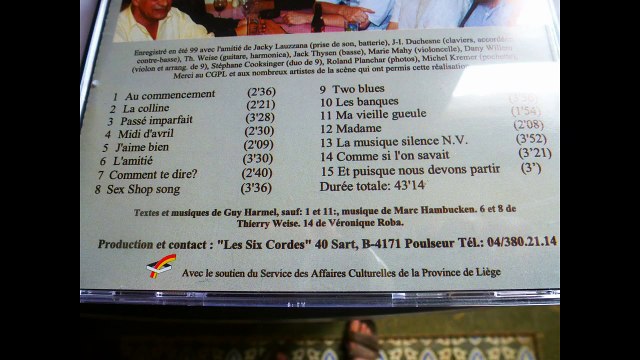 Enregistré en été 99 avec l'amitié de Jacky Lauzzana (prise de son, batterie), J-l. Duchesne (claviers, accordéon,
contre-basse), Th. Weise (guitare, harmonica), Jack Thysen (basse), Marie Mahy (violoncelle), Dany Willems
(violon et arrang. de 9), Stéphane Cooksinger (duo de 9), Roland Planchar (photos), Michel Kremer (pochette),
Merci au CGPL et aux nombreux artistes de la scène qui ont permis cette réalisation
1 Au commencement (2'36)
2 La colline (2'21)
3 Passé imparfait (3'28)
4 Midi d'avril (2'30)
5 J'aime bien (2'09)
6 L'amitié (3'30)
7 Comment te dire? (2'40)
8 Sex Shop song (3'36)
9 Two blues
10 Les banques
11 Ma vieille gueule (1'54)
12 Madame (2'08)
13 La musique silence N.V. (3'52)
14 Comme si l'on savait (3'21)
15 Et puisque nous devons partir (3')
Durée totale: 43'14
Textes et musiques de Guy Harmel, sauf: 1 et 11:, musique de Marc Hambucken. 6 et 8 de
Thierry Weise. 14 de Véronique Roba.
Production et contact : "Les Six Cordes" 40 Sart, B-4171 Poulseur Tél.: 04/380.21.14
Avec le soutien du Service des Affaires Culturelles de la Province de Liège